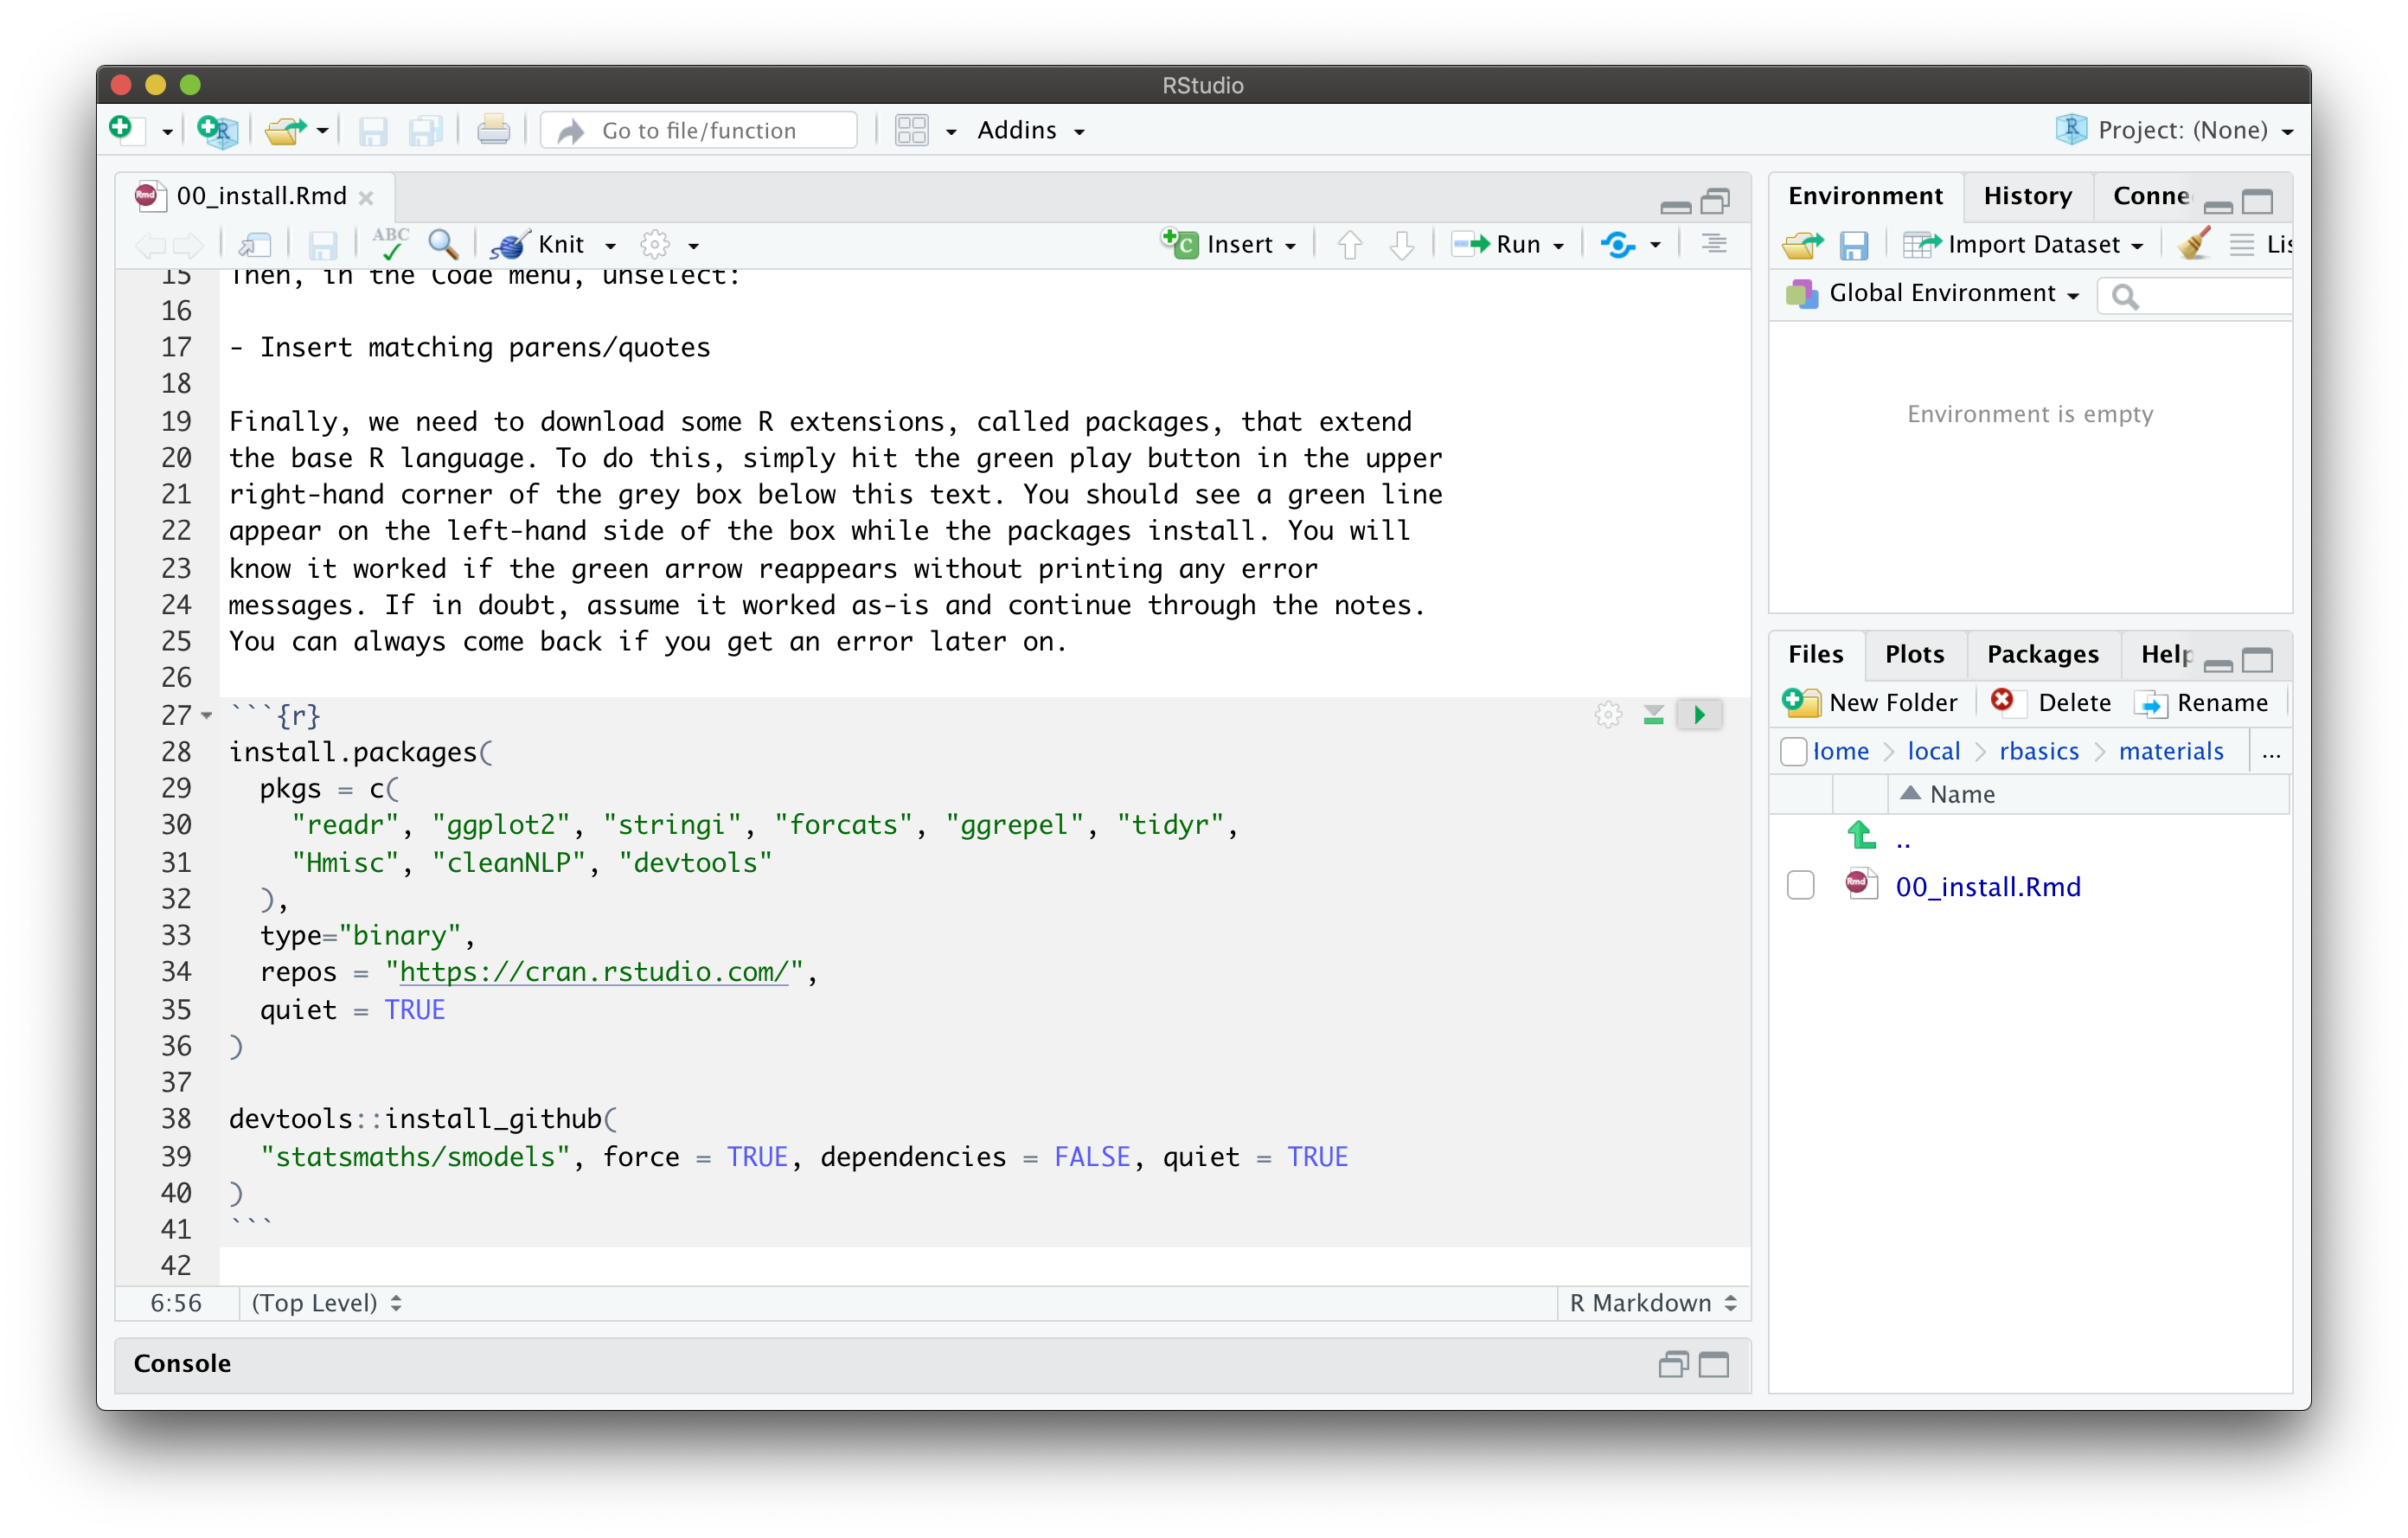 RStudio
Go to file/function
Addins
Project: (None)
00_install.Rmd
ABC
Knit
Insert
Run
15 Then, in the Code menu, unselect:
16
17 - Insert matching parens/quotes
18
19 Finally, we need to download some R extensions, called packages, that extend
20 the base R language. To do this, simply hit the green play button in the upper
21 right-hand corner of the grey box below this text. You should see a green line
22 appear on the left-hand side of the box while the packages install. You will
23 know it worked if the green arrow reappears without printing any error
24 messages. If in doubt, assume it worked as-is and continue through the notes.
25 You can always come back if you get an error later on.
26
27 ```{r}
28 install.packages(
29   pkgs = c(
30     "readr", "ggplot2", "stringi", "forcats", "ggrepel", "tidyr",
31     "Hmisc", "cleanNLP", "devtools"
32   ),
33   type="binary",
34   repos = "https://cran.rstudio.com/",
35   quiet = TRUE
36 )
37
38 devtools::install_github(
39   "statsmaths/smodels", force = TRUE, dependencies = FALSE, quiet = TRUE
40 )
41 ```
42
6:56 (Top Level) R Markdown
Console
Environment History Conne
Import Dataset Lis
Global Environment
Environment is empty
Files Plots Packages Help
New Folder Delete Rename
Home local rbasics materials ...
Name
..
00_install.Rmd